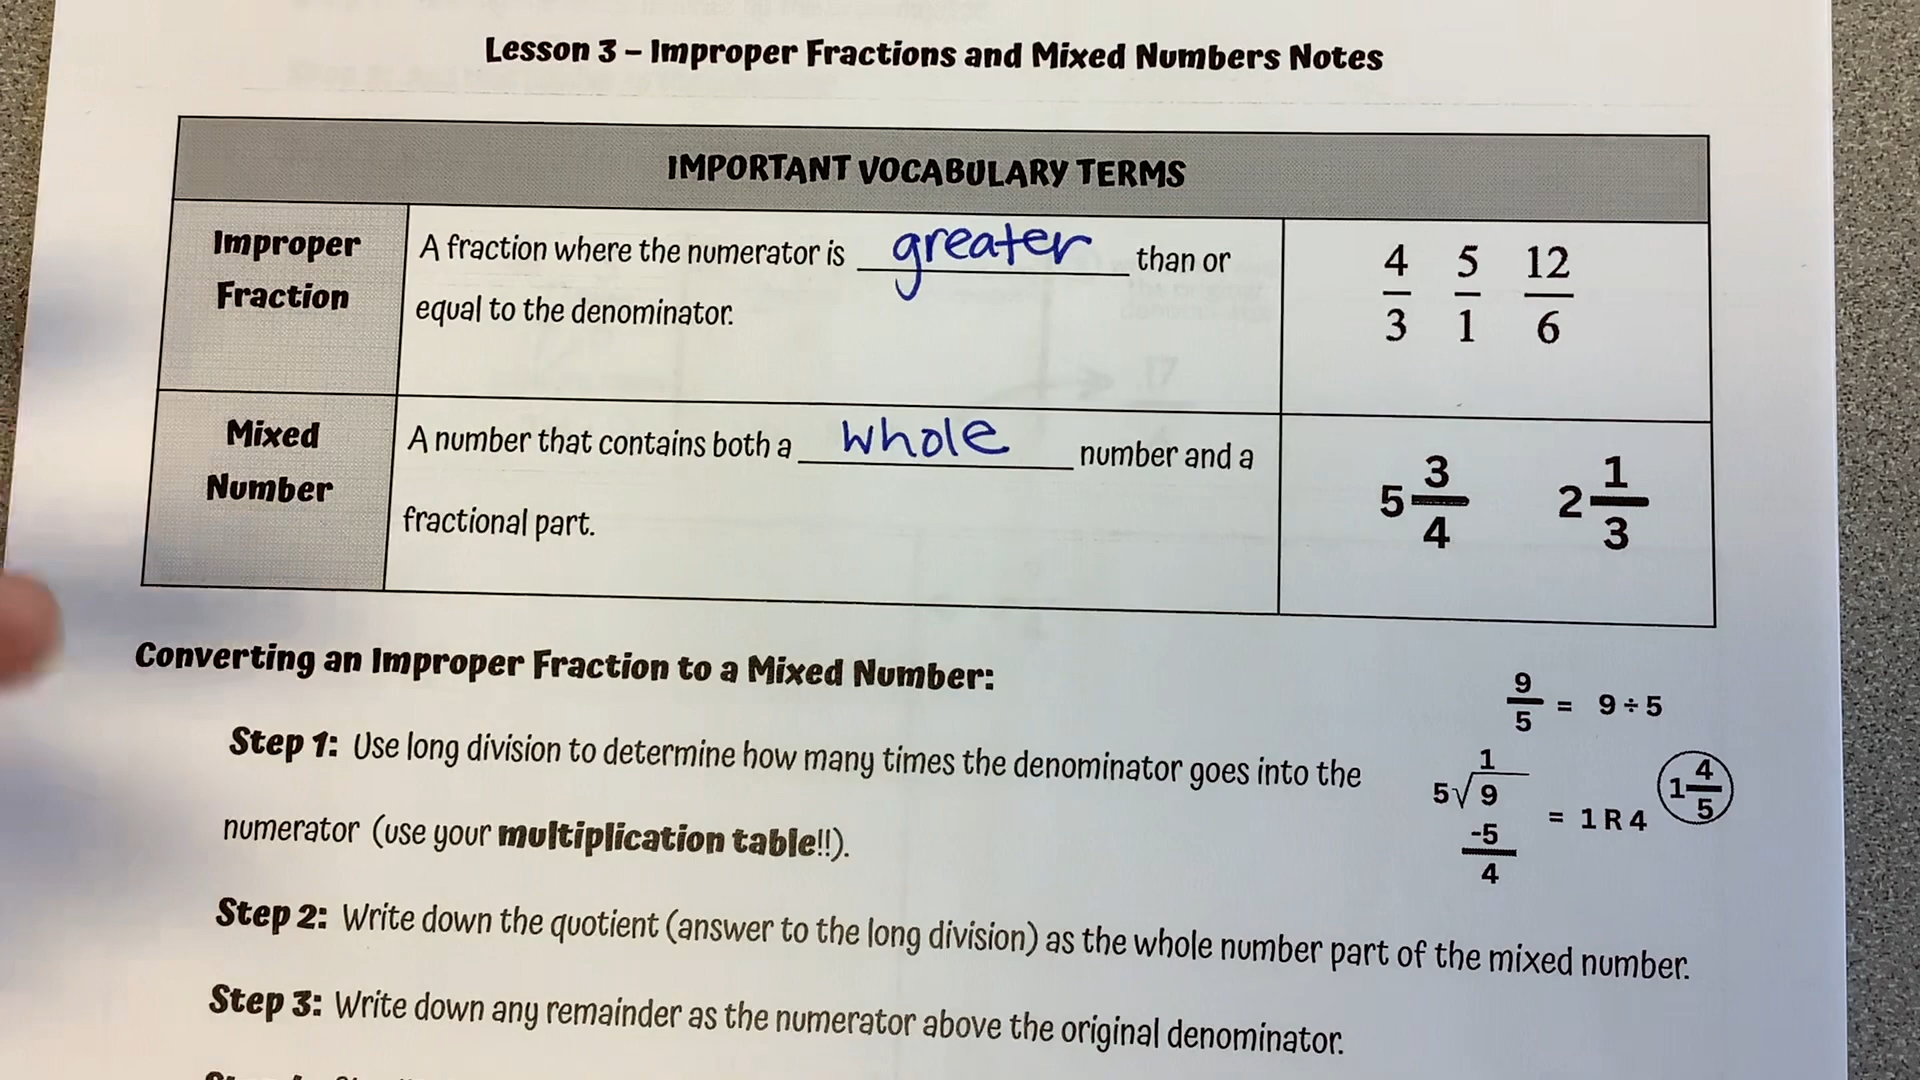 Lesson 3 – Improper Fractions and Mixed Numbers Notes
IMPORTANT VOCABULARY TERMS
Improper Fraction
A fraction where the numerator is greater than or
equal to the denominator.
4/3 5/1 12/6
Mixed Number
A number that contains both a whole number and a
fractional part.
5 3/4 2 1/3
Converting an Improper Fraction to a Mixed Number:
9/5 = 9 ÷ 5
Step 1: Use long division to determine how many times the denominator goes into the
numerator (use your multiplication table!!).
1
5√9 = 1 R 4 1 4/5
-5
4
Step 2: Write down the quotient (answer to the long division) as the whole number part of the mixed number.
Step 3: Write down any remainder as the numerator above the original denominator.